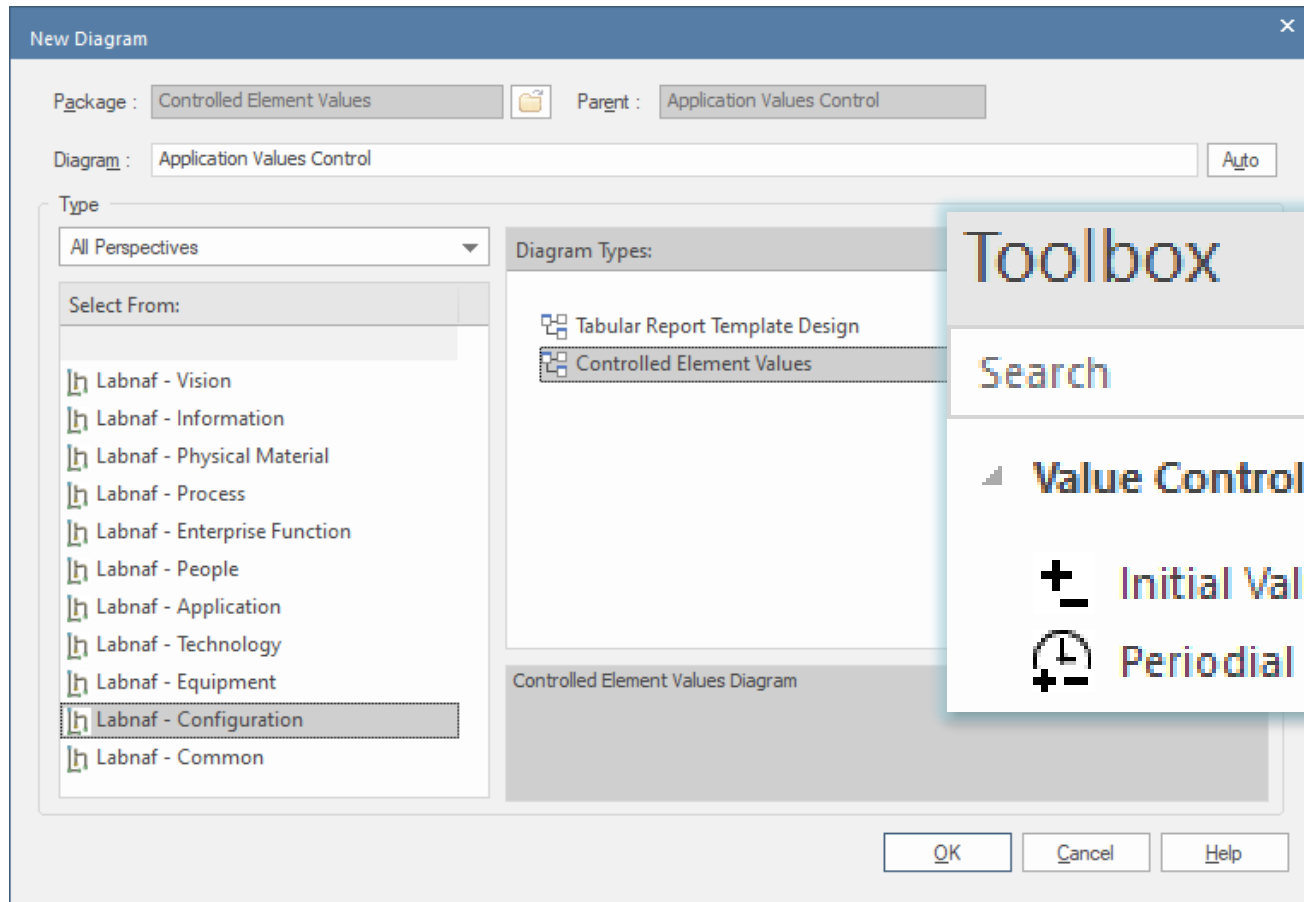 New Diagram
Package : Controlled Element Values Parent : Application Values Control
Diagram : Application Values Control Auto
Type
All Perspectives
Select From:
Labnaf - Vision
Labnaf - Information
Labnaf - Physical Material
Labnaf - Process
Labnaf - Enterprise Function
Labnaf - People
Labnaf - Application
Labnaf - Technology
Labnaf - Equipment
Labnaf - Configuration
Labnaf - Common
Diagram Types:
Tabular Report Template Design
Controlled Element Values
Controlled Element Values Diagram
Toolbox
Search
Value Control
Initial Val
Periodial
OK Cancel Help